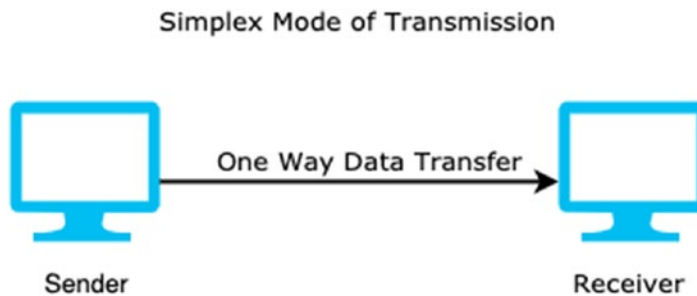 Simplex Mode of Transmission
One Way Data Transfer
Sender
Receiver